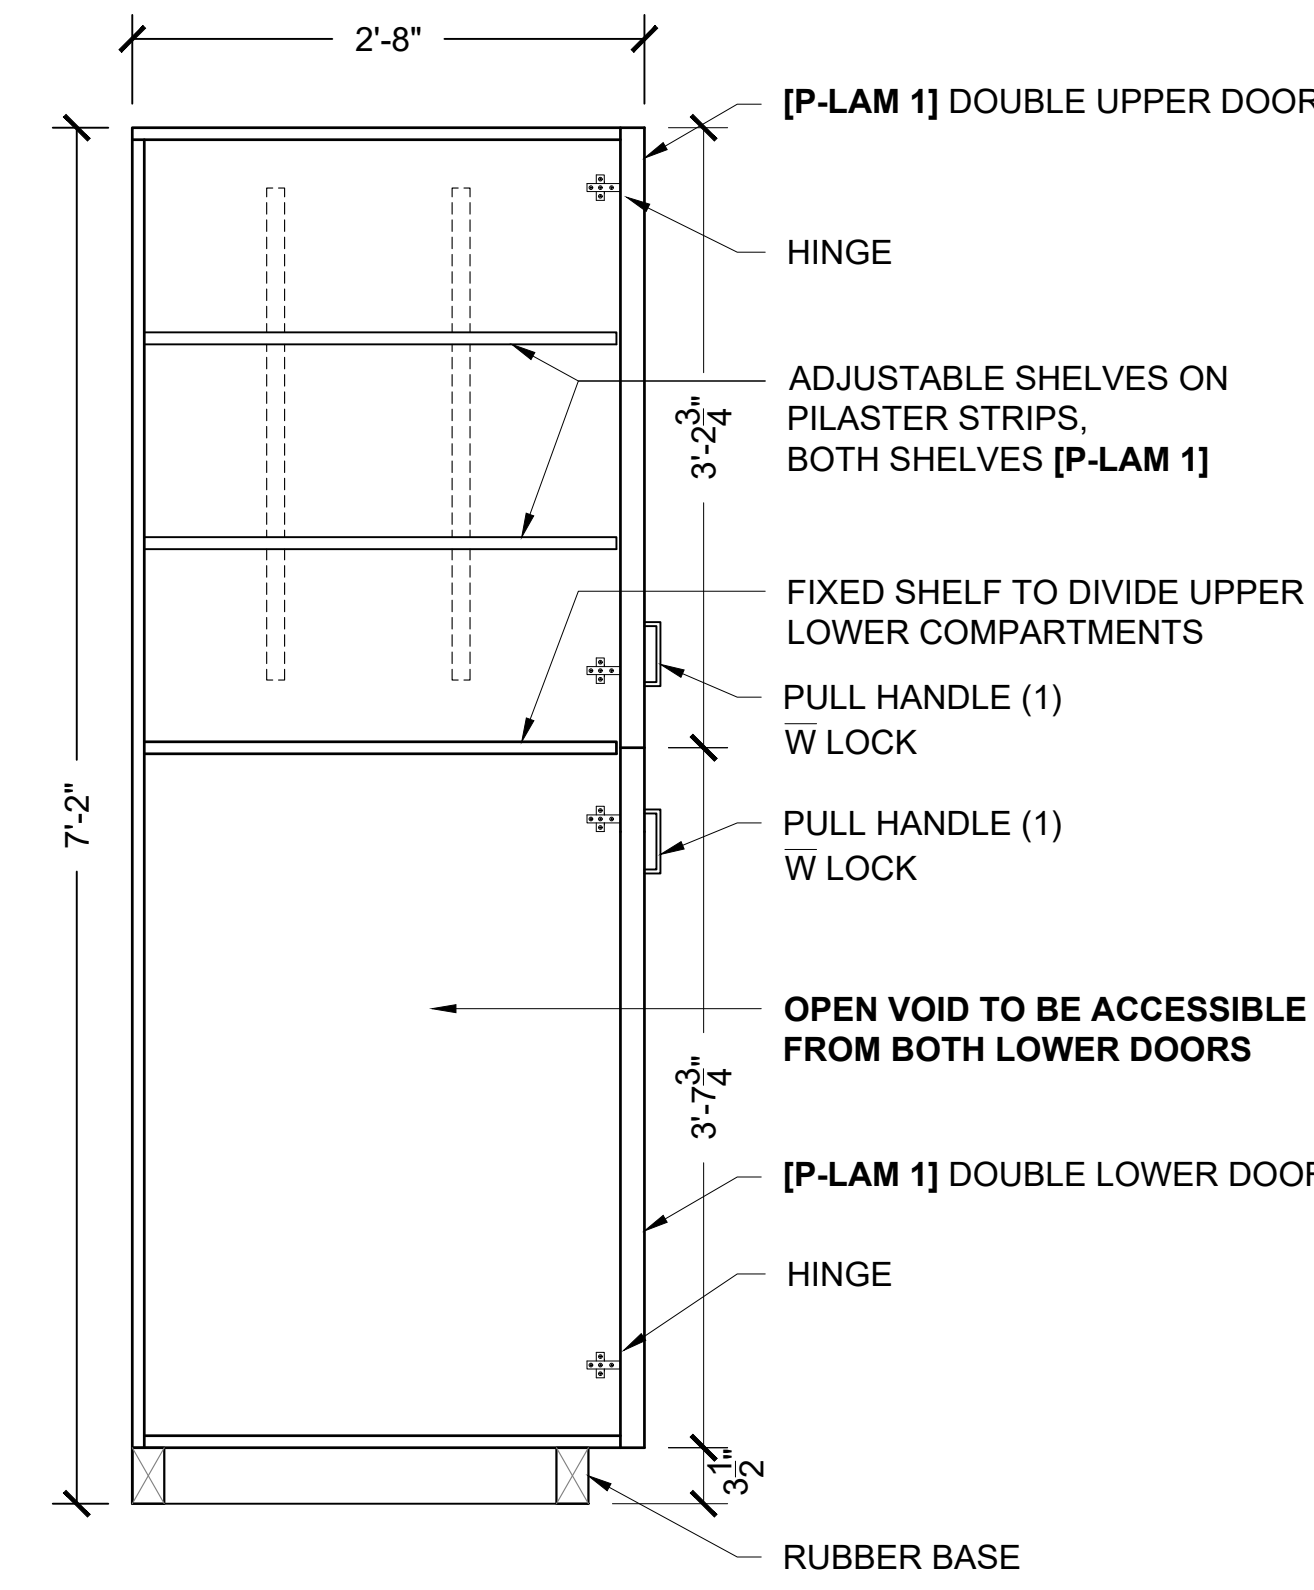 2'-8"
[P-LAM 1] DOUBLE UPPER DOOR
HINGE
ADJUSTABLE SHELVES ON
PILASTER STRIPS,
BOTH SHELVES [P-LAM 1]
3'-2 3/4"
FIXED SHELF TO DIVIDE UPPER
LOWER COMPARTMENTS
PULL HANDLE (1)
W̅ LOCK
7'-2"
PULL HANDLE (1)
W̅ LOCK
OPEN VOID TO BE ACCESSIBLE
FROM BOTH LOWER DOORS
3'-7 3/4"
[P-LAM 1] DOUBLE LOWER DOOR
HINGE
3 1/2"
RUBBER BASE